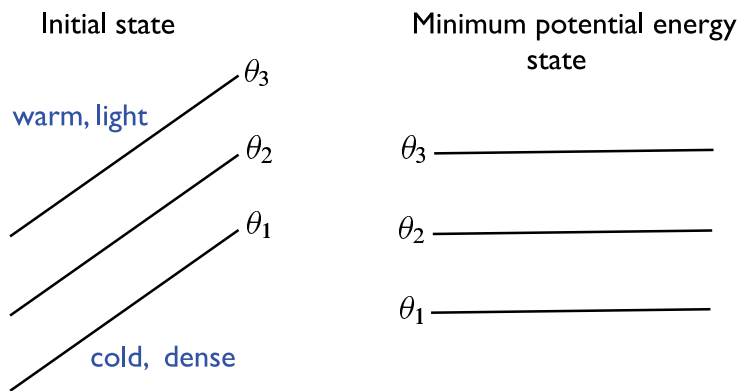 Initial state
θ3
warm, light
θ2
θ1
cold, dense
Minimum potential energy
state
θ3
θ2
θ1